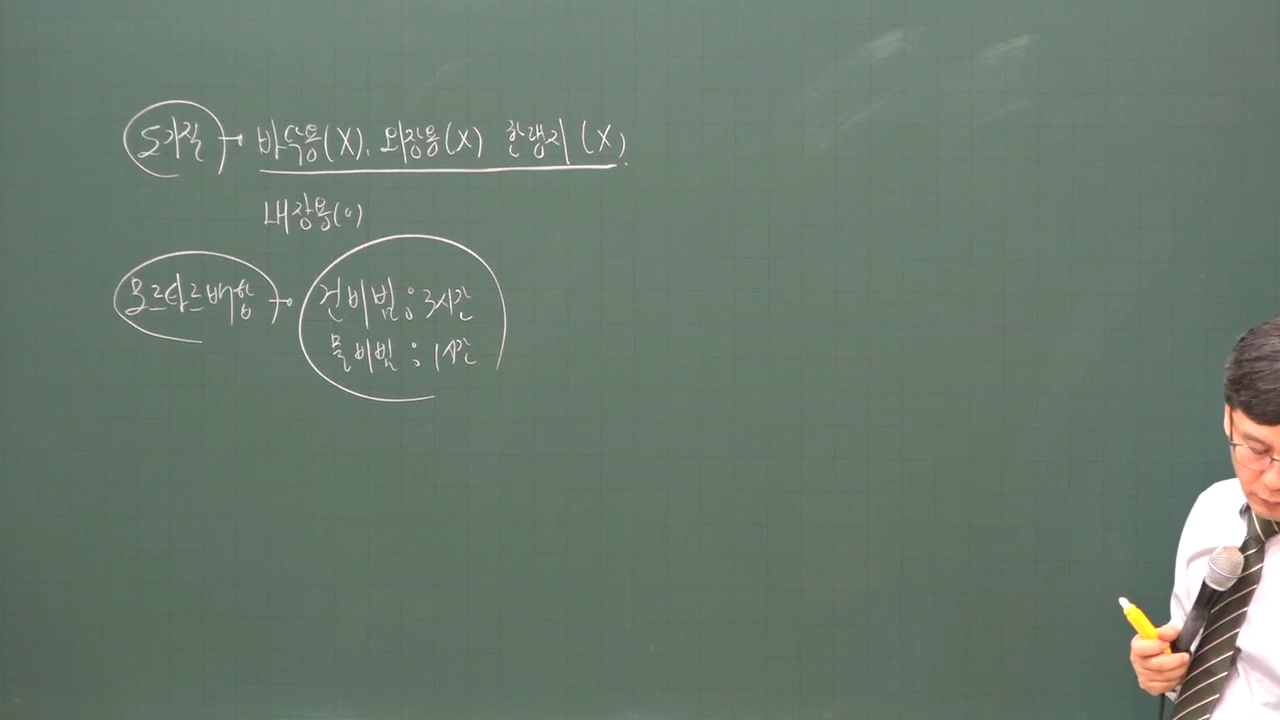 도기질 → 바닥용(X), 외장용(X) 한랭지 (X).
내장용(O)
모르타르배합 → 건비빔 : 3시간
물비빔 : 1시간